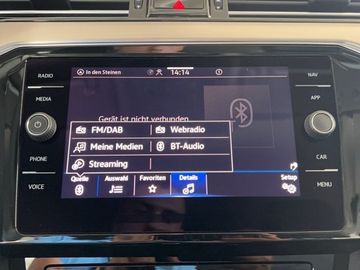 RADIO
MEDIA
PHONE
VOICE
In den Steinen
14:14
Gerät ist nicht verbunden.
FM/DAB
Webradio
Meine Medien
BT-Audio
Streaming
Quelle
Auswahl
Favoriten
Details
Setup
NAV
APP
CAR
MENU